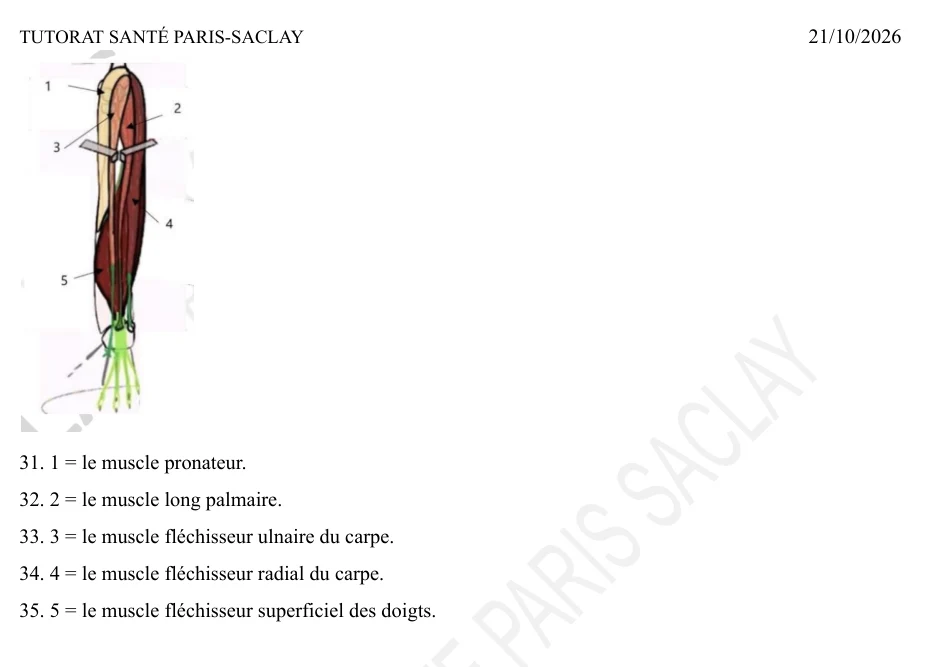 TUTORAT SANTÉ PARIS-SACLAY 21/10/2026
1
2
3
4
5
31. 1 = le muscle pronateur.
32. 2 = le muscle long palmaire.
33. 3 = le muscle fléchisseur ulnaire du carpe.
34. 4 = le muscle fléchisseur radial du carpe.
35. 5 = le muscle fléchisseur superficiel des doigts.
PARIS SACLAY